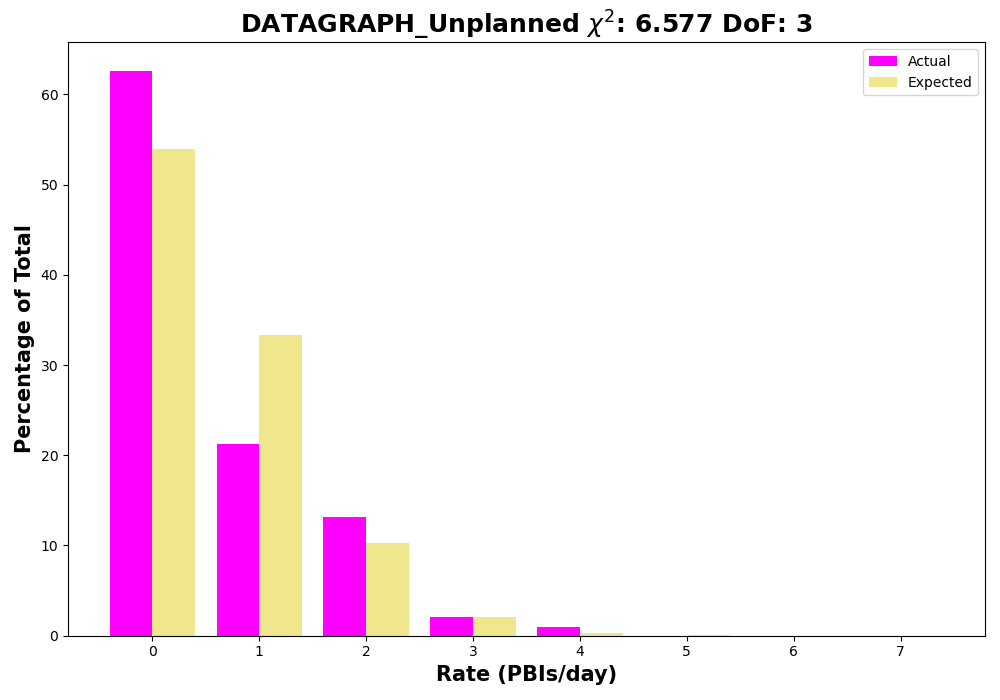 DATAGRAPH_Unplanned χ²: 6.577 DoF: 3
Actual
Expected
Percentage of Total
60
50
40
30
20
10
0
0 1 2 3 4 5 6 7
Rate (PBIs/day)